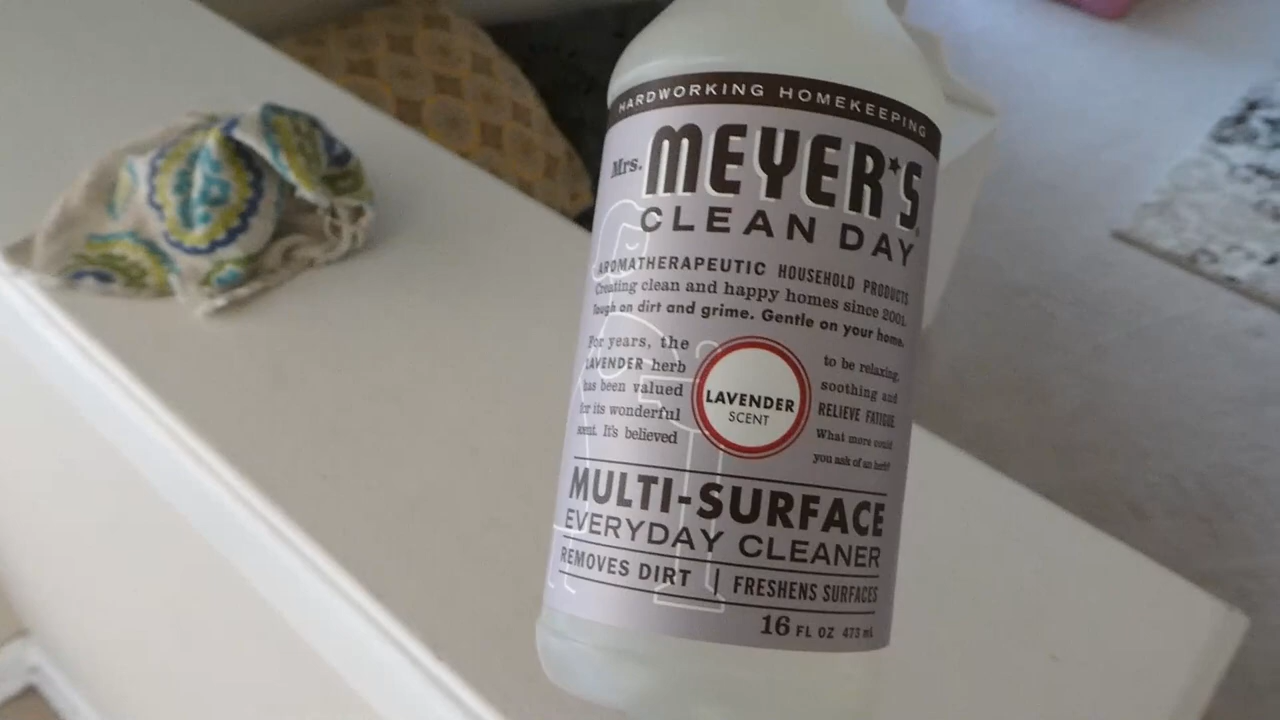 HARDWORKING HOMEKEEPING
Mrs. MEYER'S
CLEAN DAY
AROMATHERAPEUTIC HOUSEHOLD PRODUCTS
Creating clean and happy homes since 2001.
Tough on dirt and grime. Gentle on your home.
For years, the
LAVENDER herb
has been valued
for its wonderful
scent. It's believed
LAVENDER
SCENT
to be relaxing,
soothing and
RELIEVE FATIGUE
What more could
you ask of an herb?
MULTI-SURFACE
EVERYDAY CLEANER
REMOVES DIRT | FRESHENS SURFACES
16 FL OZ 473 mL